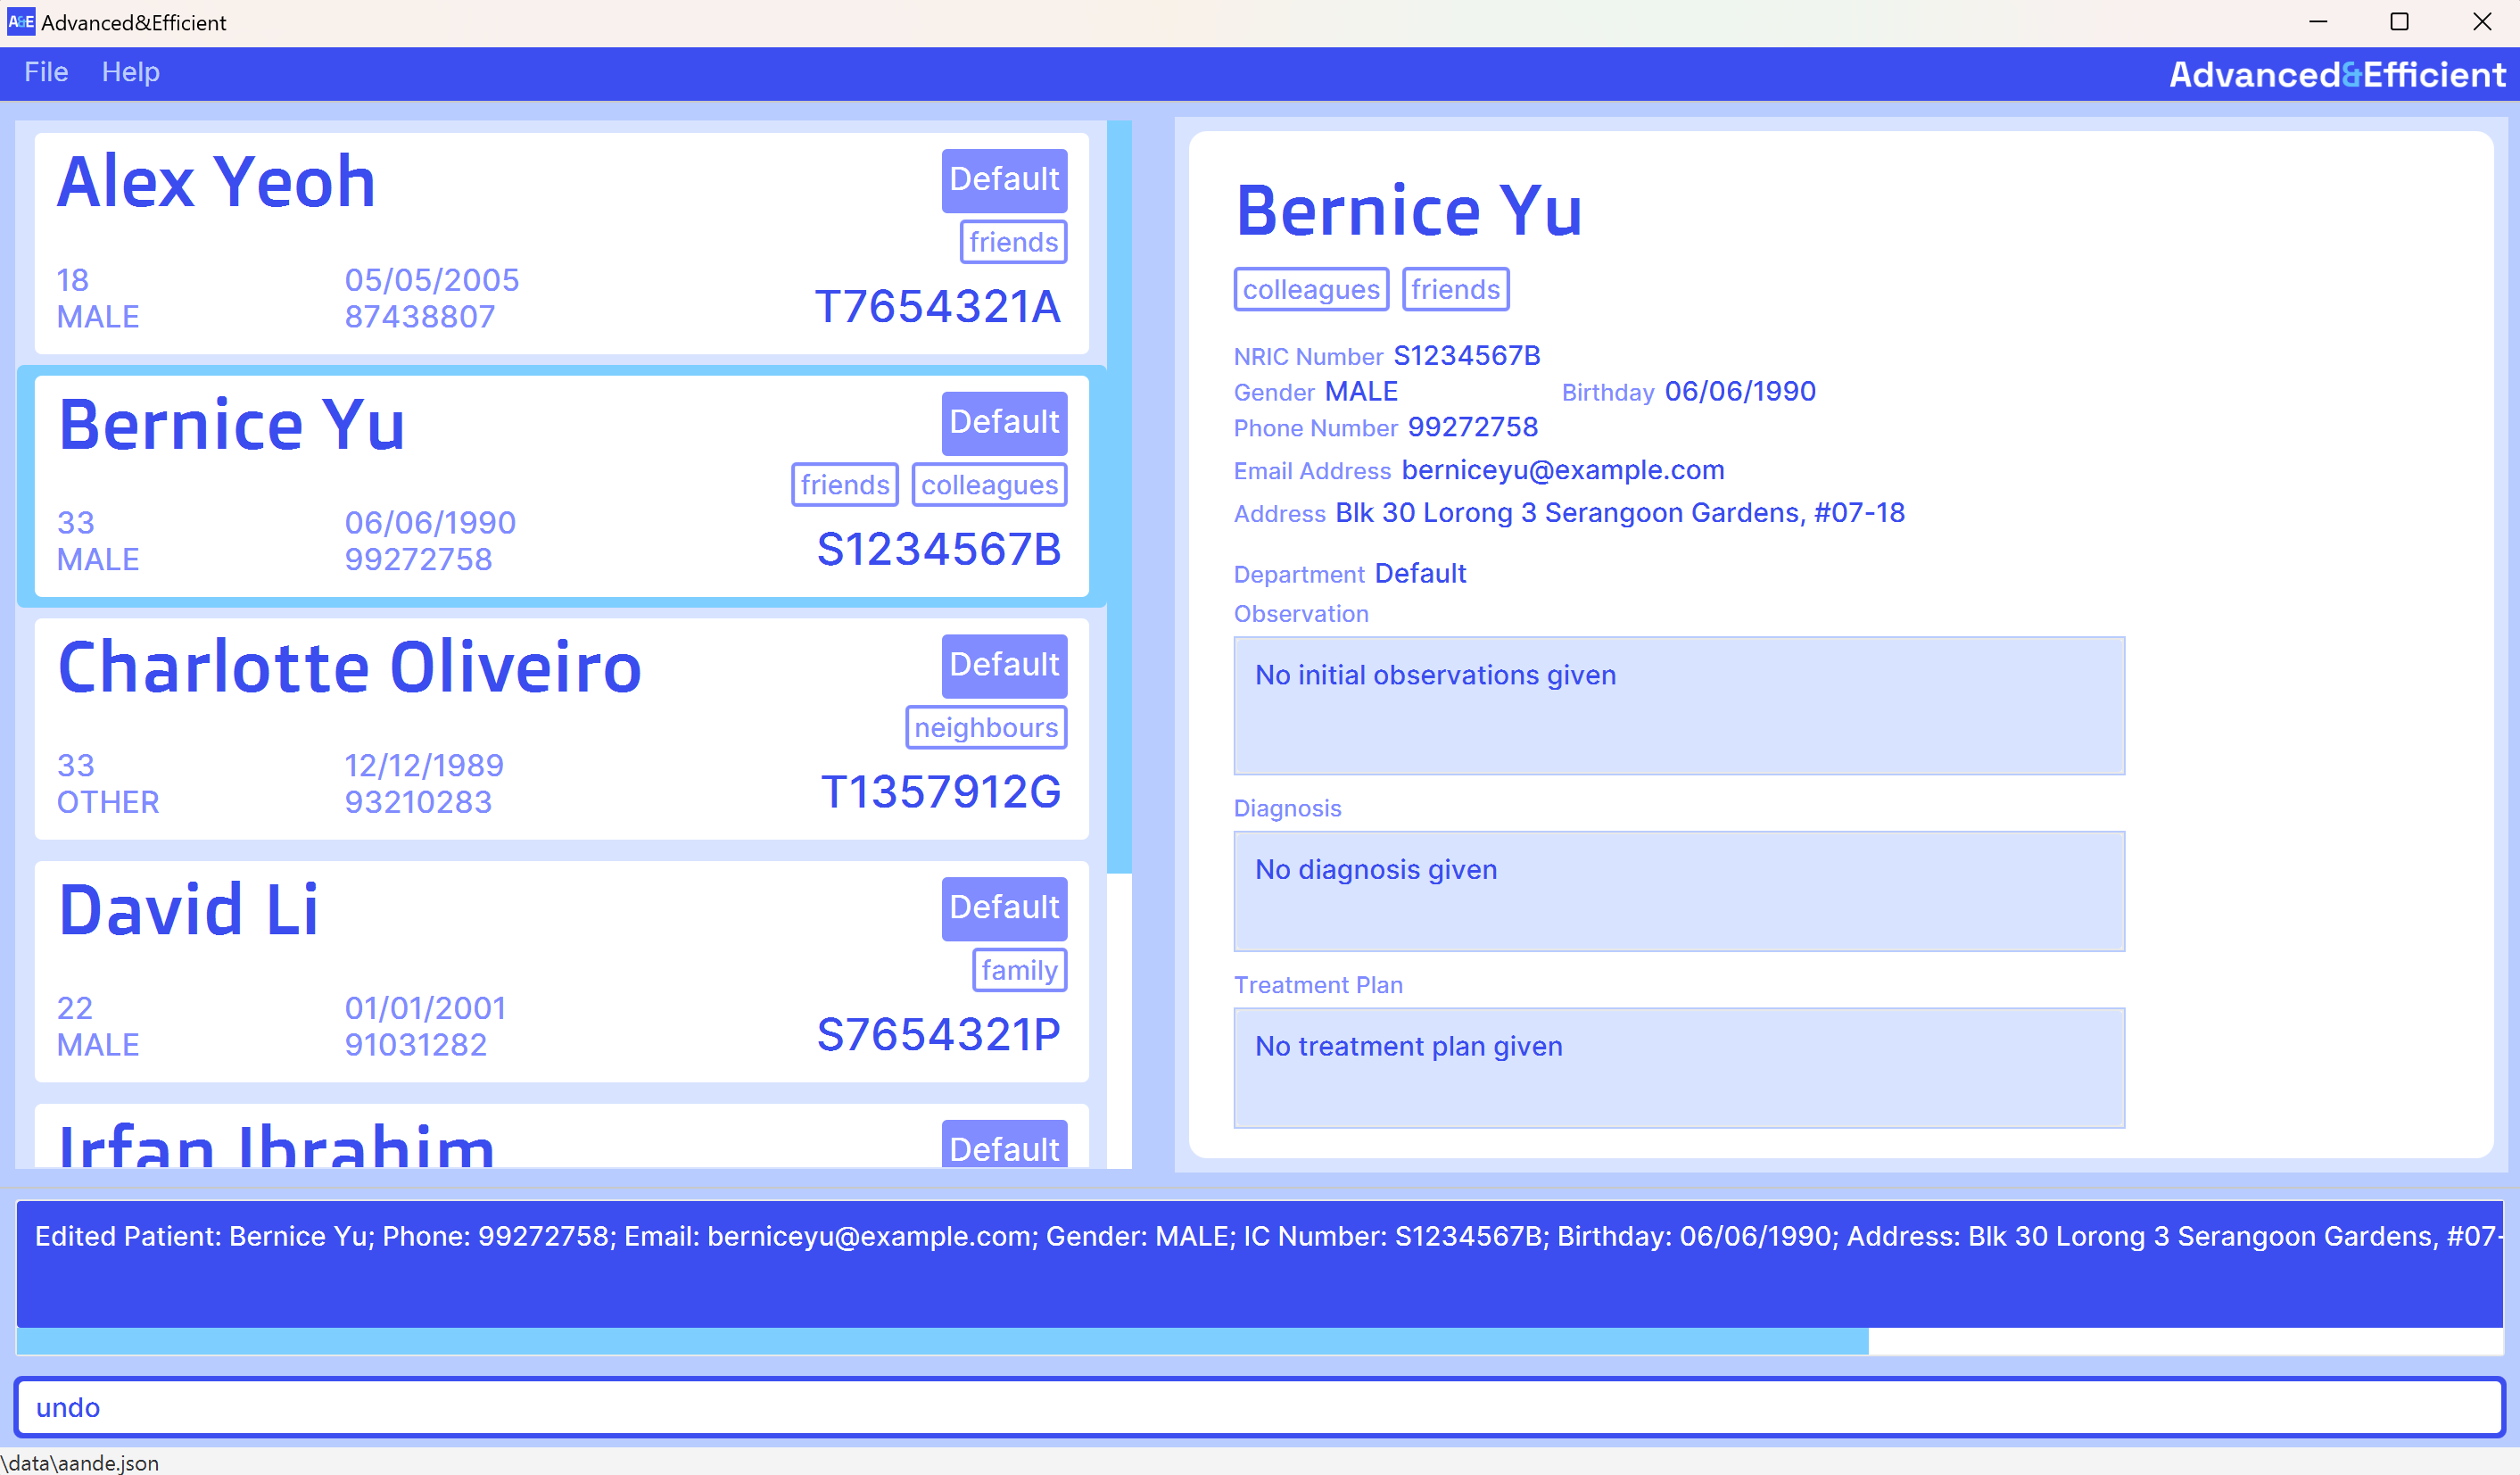 A&E Advanced&Efficient
File Help
Advanced&Efficient
Alex Yeoh
Default
friends
18 05/05/2005
MALE 87438807
T7654321A
Bernice Yu
Default
friends colleagues
33 06/06/1990
MALE 99272758
S1234567B
Charlotte Oliveiro
Default
neighbours
33 12/12/1989
OTHER 93210283
T1357912G
David Li
Default
family
22 01/01/2001
MALE 91031282
S7654321P
Irfan Ibrahim
Default
Bernice Yu
colleagues friends
NRIC Number S1234567B
Gender MALE Birthday 06/06/1990
Phone Number 99272758
Email Address berniceyu@example.com
Address Blk 30 Lorong 3 Serangoon Gardens, #07-18
Department Default
Observation
No initial observations given
Diagnosis
No diagnosis given
Treatment Plan
No treatment plan given
Edited Patient: Bernice Yu; Phone: 99272758; Email: berniceyu@example.com; Gender: MALE; IC Number: S1234567B; Birthday: 06/06/1990; Address: Blk 30 Lorong 3 Serangoon Gardens, #07-
undo
\data\aande.json